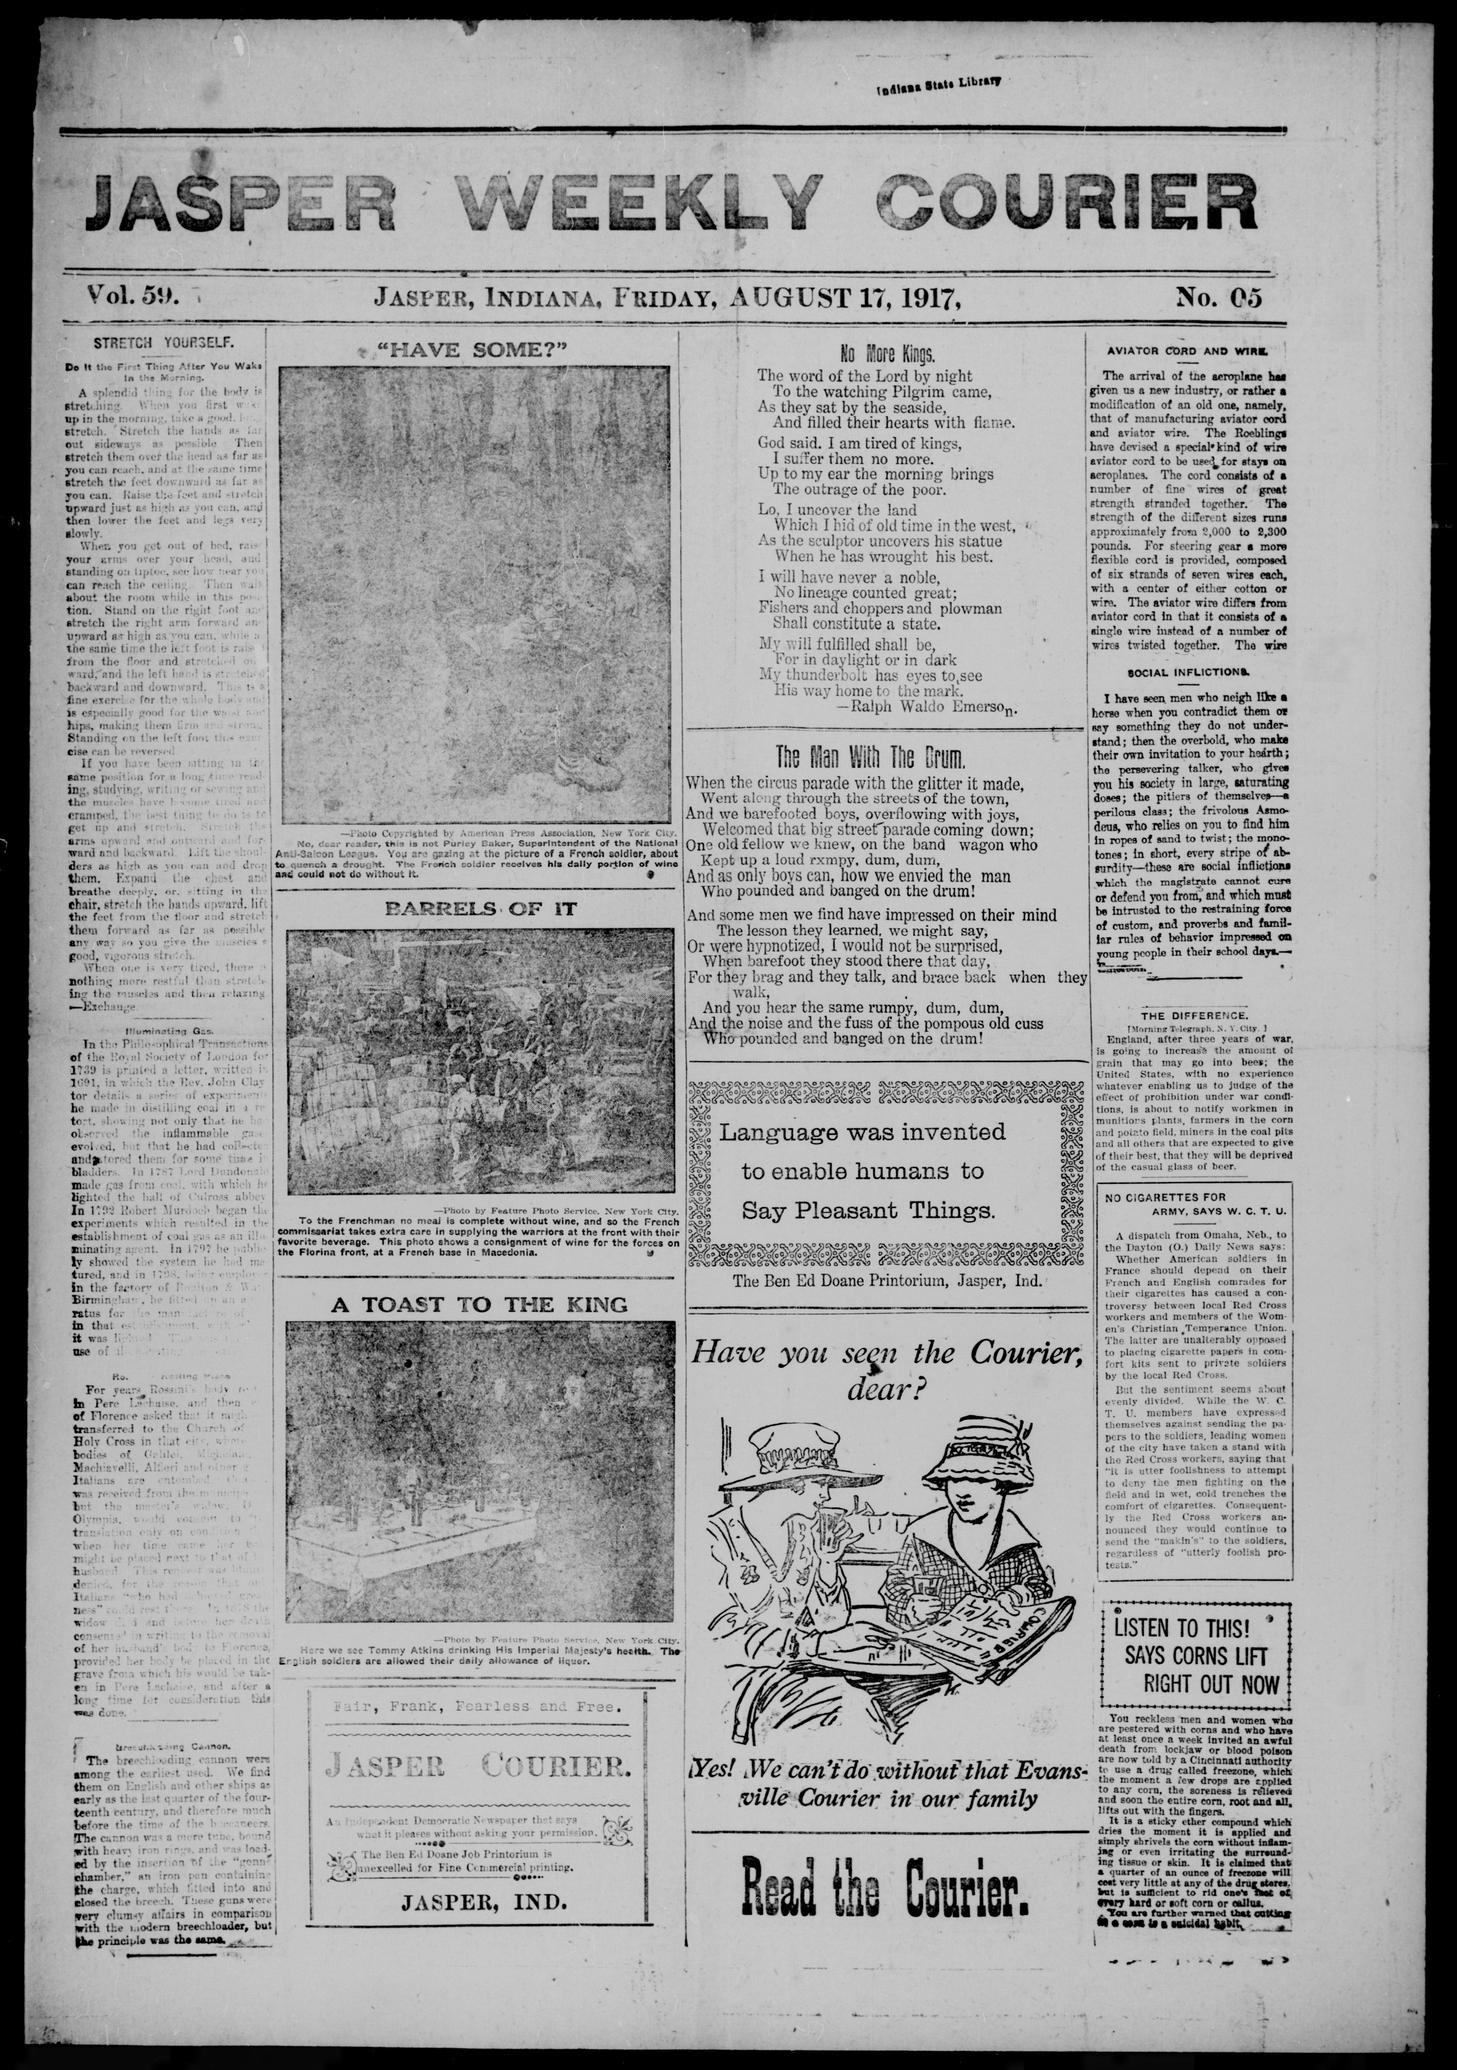 Indiana State Library
JASPER WEEKLY COURIER
Vol. 59.
JASPER, INDIANA, FRIDAY, AUGUST 17, 1917,
No. 05
STRETCH YOURSELF.
Do It the First Thing After You Wake
In the Morning.
A splendid thing for the body is
stretching. When you first
up in the morning, take a good,
stretch. Stretch the hands as far
out sideways as possible. Then
stretch them over the head as far as
you can reach, and at the same time
stretch the feet downward as far as
you can. Raise the feet and stretch
upward just as high as you can, and
then lower the feet and legs very
slowly.
When you get out of bed,
your arms over your head, and
standing on tiptoe, see how near you
can reach the ceiling. Then
about the room while in this
tion. Stand on the right foot
stretch the right arm forward
upward as high as you can, while
the same time the left foot is
from the floor and stretched
ward, and the left hand is stretched
backward and downward. This is a
fine exercise for the whole body and
is especially good for the waist and
hips, making them firm and strong.
Standing on the left foot this
cise can be reversed.
If you have been sitting in the
same position for a long time read-
ing, studying, writing or sewing and
the muscles have become tired and
cramped, the best thing to do is to
get up and stretch. Stretch the
arms upward and outward and for-
ward and backward. Lift the shoul-
ders as high as you can and drop
them. Expand the chest and
breathe deeply, or, sitting in the
chair, stretch the hands upward, lift
the feet from the floor and stretch
them forward as far as possible
any way so you give the muscles a
good, vigorous stretch.
When one is very tired, there
nothing more restful than stretch-
ing the muscles and then relaxing
—Exchange.
Illuminating Gas.
In the Philosophical Transactions
of the Royal Society of London for
1739 is printed a letter, written in
1691, in which the Rev. John Clay
tor details a series of experiments
he made in distilling coal in a re-
tort, showing not only that he had
observed the inflammable gas
evolved, but that he had collected
and stored them for some time in
bladders. In 1787 Lord Dundonald
made gas from coal, with which he
lighted the hall of Culross abbey
In 1792 Robert Murdoch began the
experiments which resulted in the
establishment of coal gas as an illu-
minating agent. In 1797 he public-
ly showed the system he had ma-
tured, and in 1798, being employed
in the factory of Boulton &
Birmingham, he fitted up an
ratus for the
in that
it was
use of
For years Rossini's body
in Pere Lachaise, and then
of Florence asked that it might
transferred to the Church of
Holy Cross in that city, where
bodies of Galilei,
Machiavelli, Alfieri and other
Italians are entombed.
was received from the
but the master's widow,
Olympia, would consent to
translation only on condition
when her time came her
might be placed next to that of
husband. This request was
denied, for the reason that
Italians "who had
ness" could rest
widow and
consented in writing to the removal
of her husband's body to Florence,
provided her body be placed in the
grave from which his would be tak-
en in Pere Lachaise, and after a
long time for consideration this
was done.
Breechloading Cannon.
The breechloading cannon were
among the earliest used. We find
them on English and other ships as
early as the last quarter of the four-
teenth century, and therefore much
before the time of the buccaneers.
The cannon was a mere tube, bound
with heavy iron rings, and was load-
ed by the insertion of the "gonne
chamber," an iron pan containing
the charge, which fitted into and
closed the breech. These guns were
very clumsy affairs in comparison
with the modern breechloader, but
the principle was the same.
"HAVE SOME?"
—Photo Copyrighted by American Press Association, New York City.
No, dear reader, this is not Purley Baker, Superintendent of the National
Anti-Saloon League. You are gazing at the picture of a French soldier, about
to quench a drought. The French soldier receives his daily portion of wine
and could not do without it.
BARRELS OF IT
—Photo by Feature Photo Service, New York City.
To the Frenchman no meal is complete without wine, and so the French
commissariat takes extra care in supplying the warriors at the front with their
favorite beverage. This photo shows a consignment of wine for the forces on
the Florina front, at a French base in Macedonia.
A TOAST TO THE KING
—Photo by Feature Photo Service, New York City.
Here we see Tommy Atkins drinking His Imperial Majesty's health. The
English soldiers are allowed their daily allowance of liquor.
Fair, Frank, Fearless and Free.
JASPER COURIER.
An Independent Democratic Newspaper that says
what it pleases without asking your permission.
The Ben Ed Doane Job Printorium is
unexcelled for Fine Commercial printing.
JASPER, IND.
No More Kings.
The word of the Lord by night
To the watching Pilgrim came,
As they sat by the seaside,
And filled their hearts with flame.
God said. I am tired of kings,
I suffer them no more.
Up to my ear the morning brings
The outrage of the poor.
Lo, I uncover the land
Which I hid of old time in the west,
As the sculptor uncovers his statue
When he has wrought his best.
I will have never a noble,
No lineage counted great;
Fishers and choppers and plowman
Shall constitute a state.
My will fulfilled shall be,
For in daylight or in dark
My thunderbolt has eyes to see
His way home to the mark.
—Ralph Waldo Emerson.
The Man With The Drum.
When the circus parade with the glitter it made,
Went along through the streets of the town,
And we barefooted boys, overflowing with joys,
Welcomed that big street parade coming down;
One old fellow we knew, on the band wagon who
Kept up a loud rxmpy, dum, dum,
And as only boys can, how we envied the man
Who pounded and banged on the drum!
And some men we find have impressed on their mind
The lesson they learned, we might say,
Or were hypnotized, I would not be surprised,
When barefoot they stood there that day,
For they brag and they talk, and brace back when they
walk,
And you hear the same rumpy, dum, dum,
And the noise and the fuss of the pompous old cuss
Who pounded and banged on the drum!
Language was invented
to enable humans to
Say Pleasant Things.
The Ben Ed Doane Printorium, Jasper, Ind.
Have you seen the Courier,
dear?
COURIER
Yes! We can't do without that Evans-
ville Courier in our family
Read the Courier.
AVIATOR CORD AND WIRE.
The arrival of the aeroplane has
given us a new industry, or rather a
modification of an old one, namely,
that of manufacturing aviator cord
and aviator wire. The Roeblings
have devised a special kind of wire
aviator cord to be used for stays on
aeroplanes. The cord consists of a
number of fine wires of great
strength stranded together. The
strength of the different sizes runs
approximately from 2,000 to 2,300
pounds. For steering gear a more
flexible cord is provided, composed
of six strands of seven wires each,
with a center of either cotton or
wire. The aviator wire differs from
aviator cord in that it consists of a
single wire instead of a number of
wires twisted together. The wire
SOCIAL INFLICTIONS.
I have seen men who neigh like a
horse when you contradict them or
say something they do not under-
stand; then the overbold, who make
their own invitation to your hearth;
the persevering talker, who gives
you his society in large, saturating
doses; the pitiers of themselves—a
perilous class; the frivolous Asmo-
deus, who relies on you to find him
in ropes of sand to twist; the mono-
tones; in short, every stripe of ab-
surdity—these are social inflictions
which the magistrate cannot cure
or defend you from, and which must
be intrusted to the restraining force
of custom, and proverbs and famil-
iar rules of behavior impressed on
young people in their school days.—
THE DIFFERENCE.
[Morning Telegraph, N. Y. City.]
England, after three years of war,
is going to increase the amount of
grain that may go into beer; the
United States, with no experience
whatever enabling us to judge of the
effect of prohibition under war condi-
tions, is about to notify workmen in
munitions plants, farmers in the corn
and potato field, miners in the coal pits
and all others that are expected to give
of their best, that they will be deprived
of the casual glass of beer.
NO CIGARETTES FOR
ARMY, SAYS W. C. T. U.
A dispatch from Omaha, Neb., to
the Dayton (O.) Daily News says:
Whether American soldiers in
France should depend on their
French and English comrades for
their cigarettes has caused a con-
troversy between local Red Cross
workers and members of the Wom-
en's Christian Temperance Union.
The latter are unalterably opposed
to placing cigarette papers in com-
fort kits sent to private soldiers
by the local Red Cross.
But the sentiment seems about
evenly divided. While the W. C.
T. U. members have expressed
themselves against sending the pa-
pers to the soldiers, leading women
of the city have taken a stand with
the Red Cross workers, saying that
"it is utter foolishness to attempt
to deny the men fighting on the
field and in wet, cold trenches the
comfort of cigarettes. Consequent-
ly the Red Cross workers an-
nounced they would continue to
send the "makin's" to the soldiers,
regardless of "utterly foolish pro-
tests."
LISTEN TO THIS!
SAYS CORNS LIFT
RIGHT OUT NOW
You reckless men and women who
are pestered with corns and who have
at least once a week invited an awful
death from lockjaw or blood poison
are now told by a Cincinnati authority
to use a drug called freezone, which
the moment a few drops are applied
to any corn, the soreness is relieved
and soon the entire corn, root and all,
lifts out with the fingers.
It is a sticky ether compound which
dries the moment it is applied and
simply shrivels the corn without inflam-
ing or even irritating the surround-
ing tissue or skin. It is claimed that
a quarter of an ounce of freezone will
cost very little at any of the drug stores,
but is sufficient to rid one's feet of
every hard or soft corn or callus.
You are further warned that cutting
at a corn is a suicidal habit.